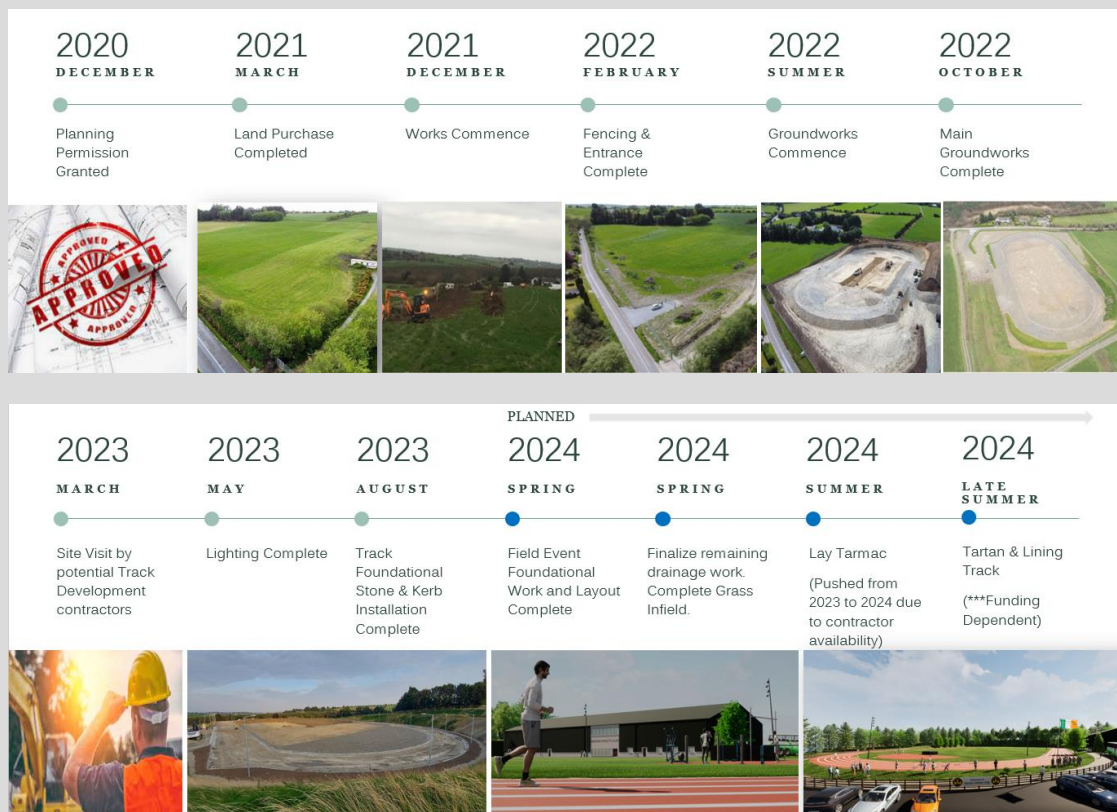 2020
DECEMBER
Planning
Permission
Granted
2021
MARCH
Land Purchase
Completed
2021
DECEMBER
Works Commence
2022
FEBRUARY
Fencing &
Entrance
Complete
2022
SUMMER
Groundworks
Commence
2022
OCTOBER
Main
Groundworks
Complete
APPROVED
APPROVED
APPROVED
PLANNED
2023
MARCH
Site Visit by
potential Track
Development
contractors
2023
MAY
Lighting Complete
2023
AUGUST
Track
Foundational
Stone & Kerb
Installation
Complete
2024
SPRING
Field Event
Foundational
Work and Layout
Complete
2024
SPRING
Finalize remaining
drainage work.
Complete Grass
Infield.
2024
SUMMER
Lay Tarmac
(Pushed from
2023 to 2024 due
to contractor
availability)
2024
LATE
SUMMER
Tartan & Lining
Track
(***Funding
Dependent)